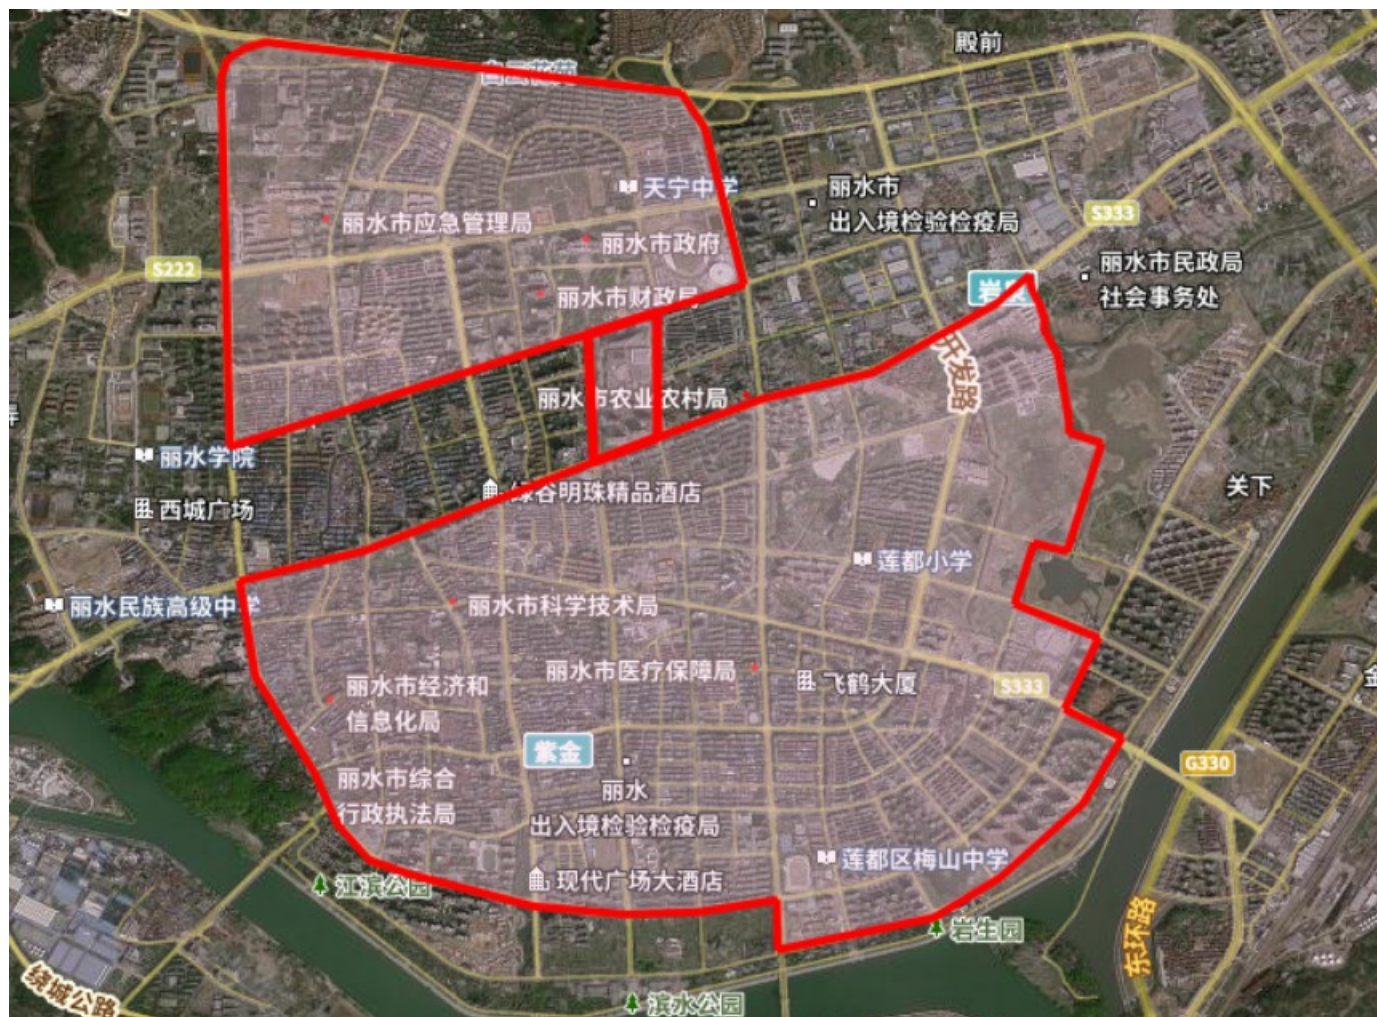 殿前
白云花苑
天宁中学
丽水市
出入境检验检疫局
S333
丽水市应急管理局
丽水市政府
丽水市民政局
社会事务处
S222
丽水市财政局
岩泉
开发路
丽水市农业农村局
丽水学院
绿谷明珠精品酒店
关下
西城广场
莲都小学
丽水民族高级中学
丽水市科学技术局
丽水市医疗保障局
飞鹤大厦
S333
丽水市经济和
信息化局
紫金
G330
丽水市综合
行政执法局
丽水
出入境检验检疫局
莲都区梅山中学
江滨公园
现代广场大酒店
岩生园
东环路
绕城公路
滨水公园